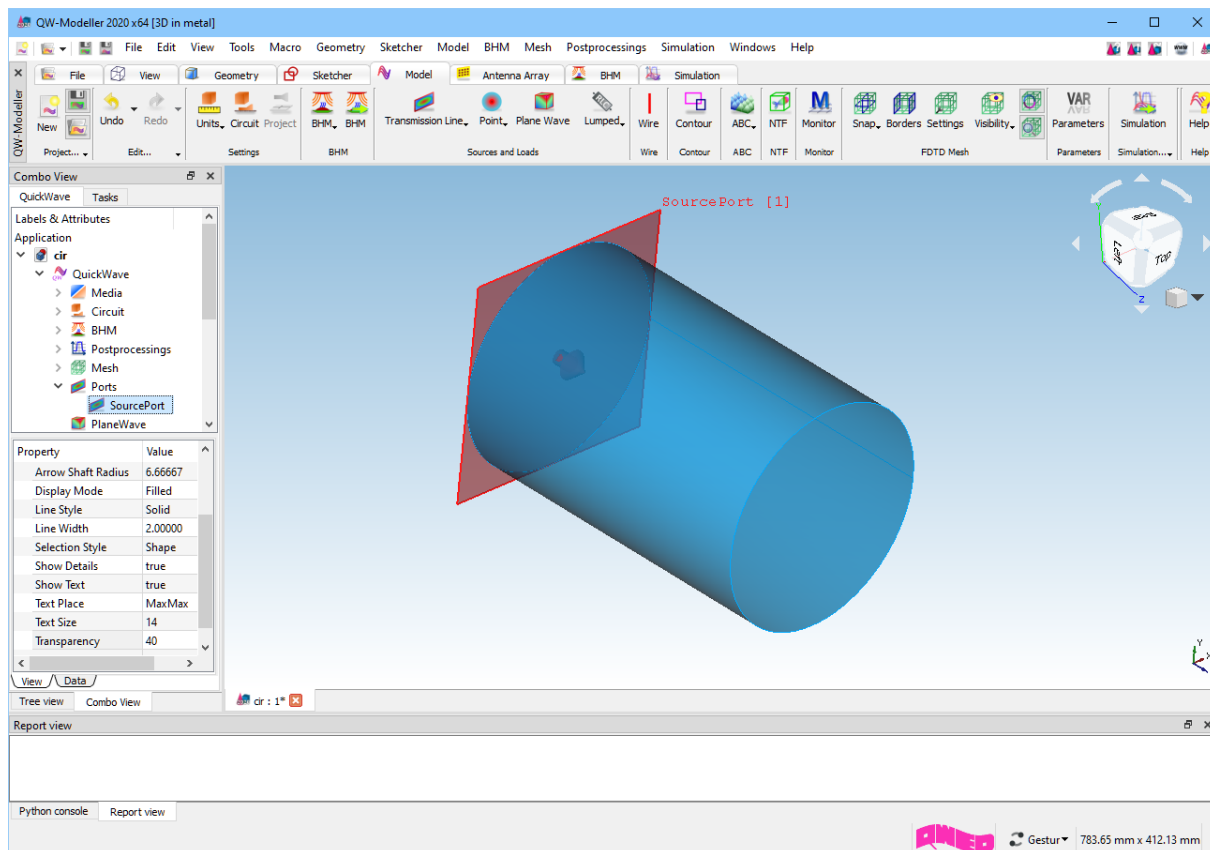 QW-Modeller 2020 x64 [3D in metal]
File Edit View Tools Macro Geometry Sketcher Model BHM Mesh Postprocessings Simulation Windows Help
File View Geometry Sketcher Model Antenna Array BHM Simulation
QW-Modeller
New Undo Redo Units Circuit Project BHM BHM Transmission Line Point Plane Wave Lumped Wire Contour ABC NTF Monitor Snap Borders Settings Visibility VAR Parameters Simulation Help
Project... Edit... Settings BHM Sources and Loads Wire Contour ABC NTF Monitor FDTD Mesh Parameters Simulation... Help
Combo View
QuickWave Tasks
Labels & Attributes
Application
cir
QuickWave
Media
Circuit
BHM
Postprocessings
Mesh
Ports
SourcePort
PlaneWave
Property Value
Arrow Shaft Radius 6.66667
Display Mode Filled
Line Style Solid
Line Width 2.00000
Selection Style Shape
Show Details true
Show Text true
Text Place MaxMax
Text Size 14
Transparency 40
View Data
Tree view Combo View
SourcePort [1]
Y
Left
Top
Z
Y
cir : 1*
Report view
Python console Report view
Gestur 783.65 mm x 412.13 mm